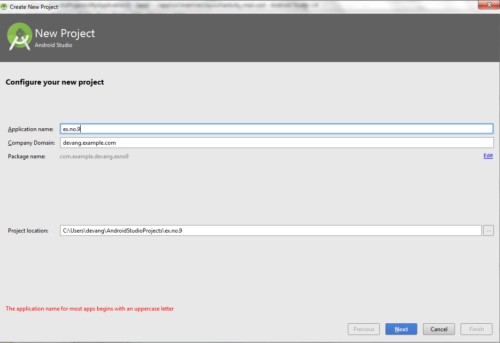 Create New Project
New Project
Android Studio
Configure your new project
Application name: ex.no.9
Company Domain: devang.example.com
Package name: com.example.devang.exno9 Edit
Project location: C:\Users\devang\AndroidStudioProjects\ex.no.9 ...
The application name for most apps begins with an uppercase letter
Previous Next Cancel Finish